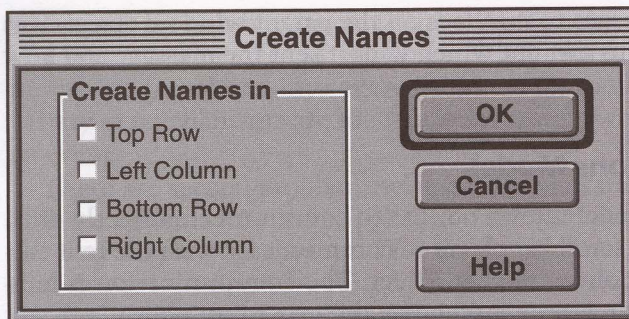 Create Names
Create Names in
Top Row
Left Column
Bottom Row
Right Column
OK
Cancel
Help